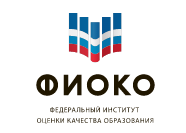 ФИОКО
ФЕДЕРАЛЬНЫЙ ИНСТИТУТ
ОЦЕНКИ КАЧЕСТВА ОБРАЗОВАНИЯ